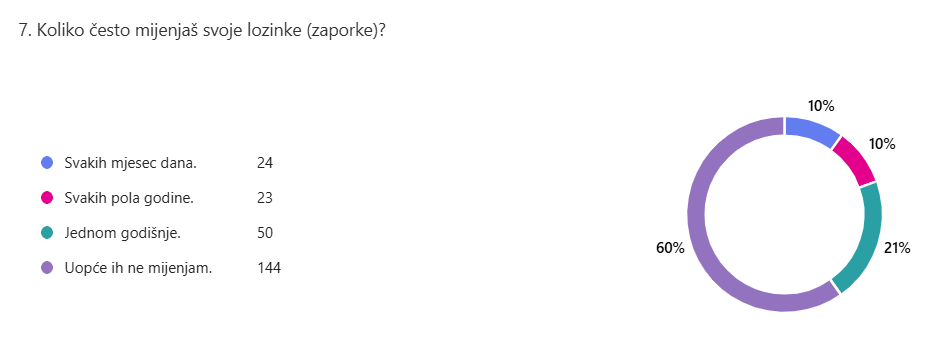 7. Koliko često mijenjaš svoje lozinke (zaporke)?
Svakih mjesec dana. 24
Svakih pola godine. 23
Jednom godišnje. 50
Uopće ih ne mijenjam. 144
10%
10%
21%
60%